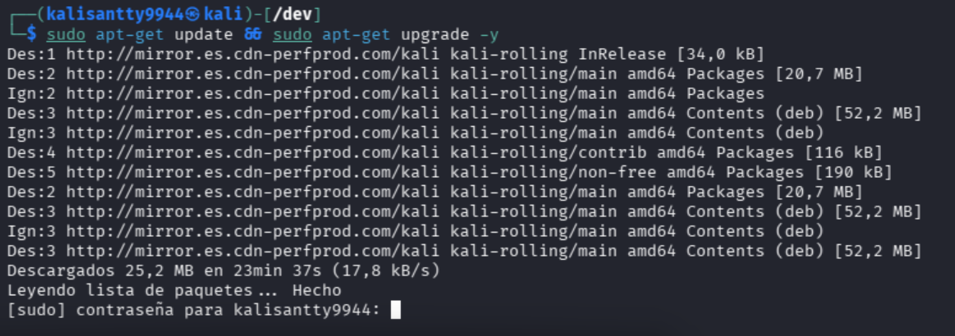 ┌──(kalisantty9944㉿kali)-[/dev]
└─$ sudo apt-get update && sudo apt-get upgrade -y
Des:1 http://mirror.es.cdn-perfprod.com/kali kali-rolling InRelease [34,0 kB]
Des:2 http://mirror.es.cdn-perfprod.com/kali kali-rolling/main amd64 Packages [20,7 MB]
Ign:2 http://mirror.es.cdn-perfprod.com/kali kali-rolling/main amd64 Packages
Des:3 http://mirror.es.cdn-perfprod.com/kali kali-rolling/main amd64 Contents (deb) [52,2 MB]
Ign:3 http://mirror.es.cdn-perfprod.com/kali kali-rolling/main amd64 Contents (deb)
Des:4 http://mirror.es.cdn-perfprod.com/kali kali-rolling/contrib amd64 Packages [116 kB]
Des:5 http://mirror.es.cdn-perfprod.com/kali kali-rolling/non-free amd64 Packages [190 kB]
Des:2 http://mirror.es.cdn-perfprod.com/kali kali-rolling/main amd64 Packages [20,7 MB]
Des:3 http://mirror.es.cdn-perfprod.com/kali kali-rolling/main amd64 Contents (deb) [52,2 MB]
Ign:3 http://mirror.es.cdn-perfprod.com/kali kali-rolling/main amd64 Contents (deb)
Des:3 http://mirror.es.cdn-perfprod.com/kali kali-rolling/main amd64 Contents (deb) [52,2 MB]
Descargados 25,2 MB en 23min 37s (17,8 kB/s)
Leyendo lista de paquetes... Hecho
[sudo] contraseña para kalisantty9944: